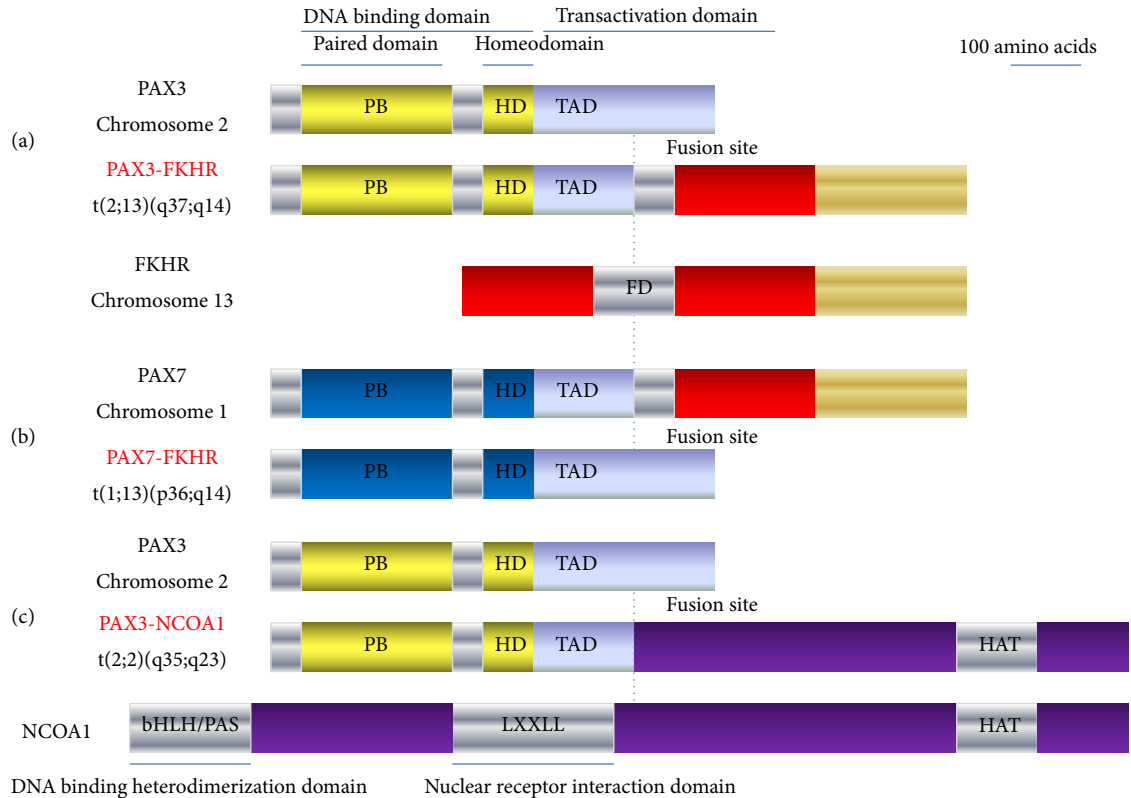 DNA binding domain
Transactivation domain
Paired domain
Homeodomain
100 amino acids
PAX3
Chromosome 2
PB
HD
TAD
(a)
Fusion site
PAX3-FKHR
t(2;13)(q37;q14)
PB
HD
TAD
FKHR
Chromosome 13
FD
PAX7
Chromosome 1
PB
HD
TAD
(b)
Fusion site
PAX7-FKHR
t(1;13)(p36;q14)
PB
HD
TAD
PAX3
Chromosome 2
PB
HD
TAD
(c)
Fusion site
PAX3-NCOA1
t(2;2)(q35;q23)
PB
HD
TAD
HAT
NCOA1
bHLH/PAS
LXXLL
HAT
DNA binding heterodimerization domain
Nuclear receptor interaction domain